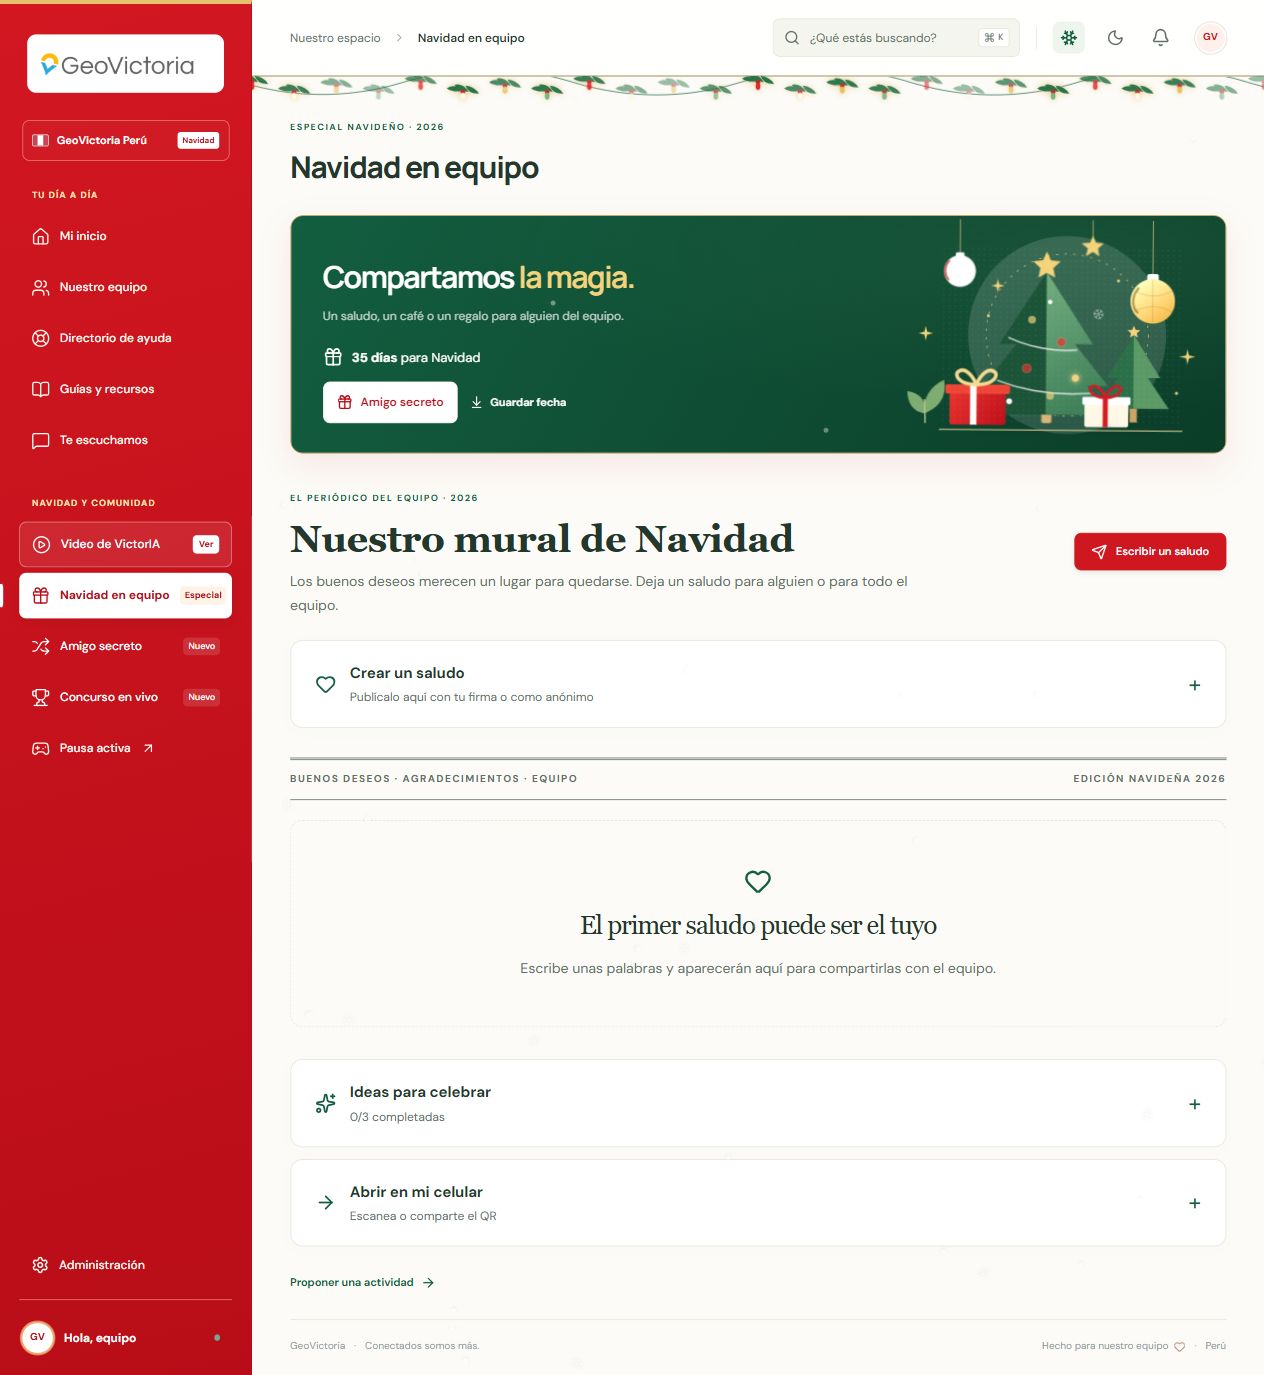 GeoVictoria
GeoVictoria Perú
Navidad
TU DÍA A DÍA
Mi inicio
Nuestro equipo
Directorio de ayuda
Guías y recursos
Te escuchamos
NAVIDAD Y COMUNIDAD
Video de VictorIA
Ver
Navidad en equipo
Especial
Amigo secreto
Nuevo
Concurso en vivo
Nuevo
Pausa activa
Administración
GV
Hola, equipo
Nuestro espacio
Navidad en equipo
¿Qué estás buscando?
⌘ K
GV
ESPECIAL NAVIDEÑO · 2026
Navidad en equipo
Compartamos la magia.
Un saludo, un café o un regalo para alguien del equipo.
35 días para Navidad
Amigo secreto
Guardar fecha
EL PERIÓDICO DEL EQUIPO · 2026
Nuestro mural de Navidad
Los buenos deseos merecen un lugar para quedarse. Deja un saludo para alguien o para todo el
equipo.
Escribir un saludo
Crear un saludo
Publícalo aquí con tu firma o como anónimo
BUENOS DESEOS · AGRADECIMIENTOS · EQUIPO
EDICIÓN NAVIDEÑA 2026
El primer saludo puede ser el tuyo
Escribe unas palabras y aparecerán aquí para compartirlas con el equipo.
Ideas para celebrar
0/3 completadas
Abrir en mi celular
Escanea o comparte el QR
Proponer una actividad
GeoVictoria · Conectados somos más.
Hecho para nuestro equipo · Perú